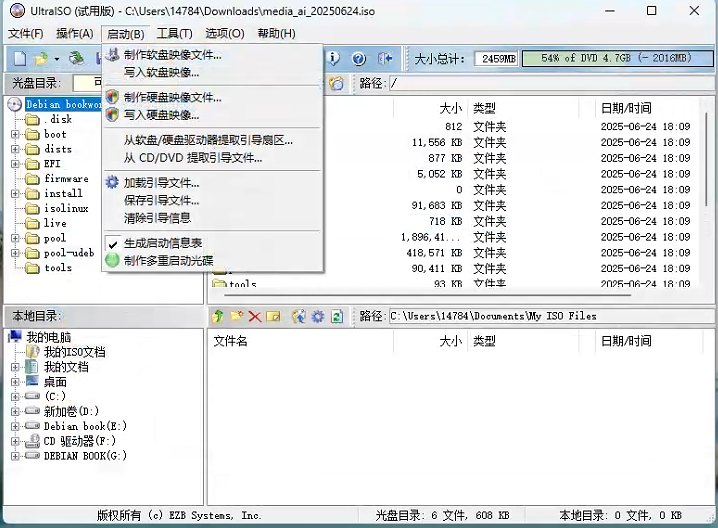 UltraISO (试用版) - C:\Users\14784\Downloads\media_ai_20250624.iso
文件(F) 操作(A) 启动(B) 工具(T) 选项(O) 帮助(H)
大小总计: 2459MB 54% of DVD 4.7GB (- 2016MB)
光盘目录: 可 路径: /
制作软盘映像文件...
写入软盘映像...
制作硬盘映像文件...
写入硬盘映像...
从软盘/硬盘驱动器提取引导扇区...
从 CD/DVD 提取引导文件...
加载引导文件...
保存引导文件...
清除引导信息
生成启动信息表
制作多重启动光碟
Debian bookwo
.disk
boot
dists
EFI
firmware
install
isolinux
live
pool
pool-udeb
tools
大小 类型 日期/时间
812 文件夹 2025-06-24 18:09
11,556 KB 文件夹 2025-06-24 18:09
877 KB 文件夹 2025-06-24 18:09
5,052 KB 文件夹 2025-06-24 18:09
0 文件夹 2025-06-24 18:09
91,683 KB 文件夹 2025-06-24 18:09
718 KB 文件夹 2025-06-24 18:09
1,896,41... 文件夹 2025-06-24 18:09
418,571 KB 文件夹 2025-06-24 18:09
90,411 KB 文件夹 2025-06-24 18:09
tools 93 KB 文件夹 2025-06-24 18:09
本地目录: 路径: C:\Users\14784\Documents\My ISO Files
我的电脑
我的ISO文档
我的文档
桌面
(C:)
新加卷(D:)
Debian book(E:)
CD 驱动器(F:)
DEBIAN BOOK(G:)
文件名 大小 类型 日期/时间
版权所有 (c) EZB Systems, Inc. 光盘目录: 6 文件, 608 KB 本地目录: 0 文件, 0 KB